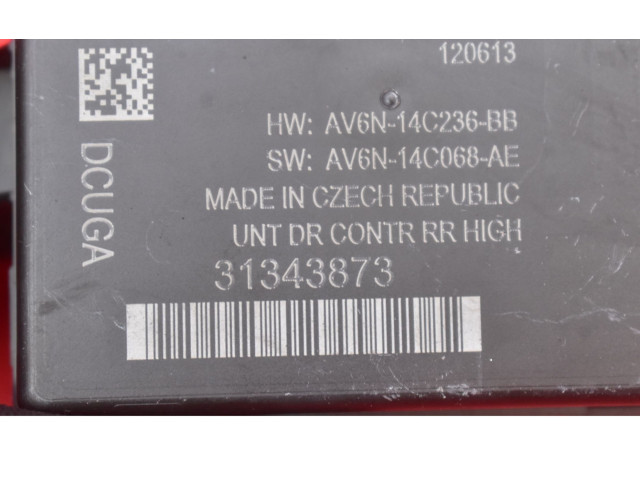 120613
HW: AV6N-14C236-BB
SW: AV6N-14C068-AE
MADE IN CZECH REPUBLIC
UNT DR CONTR RR HIGH
31343873
DCUGA